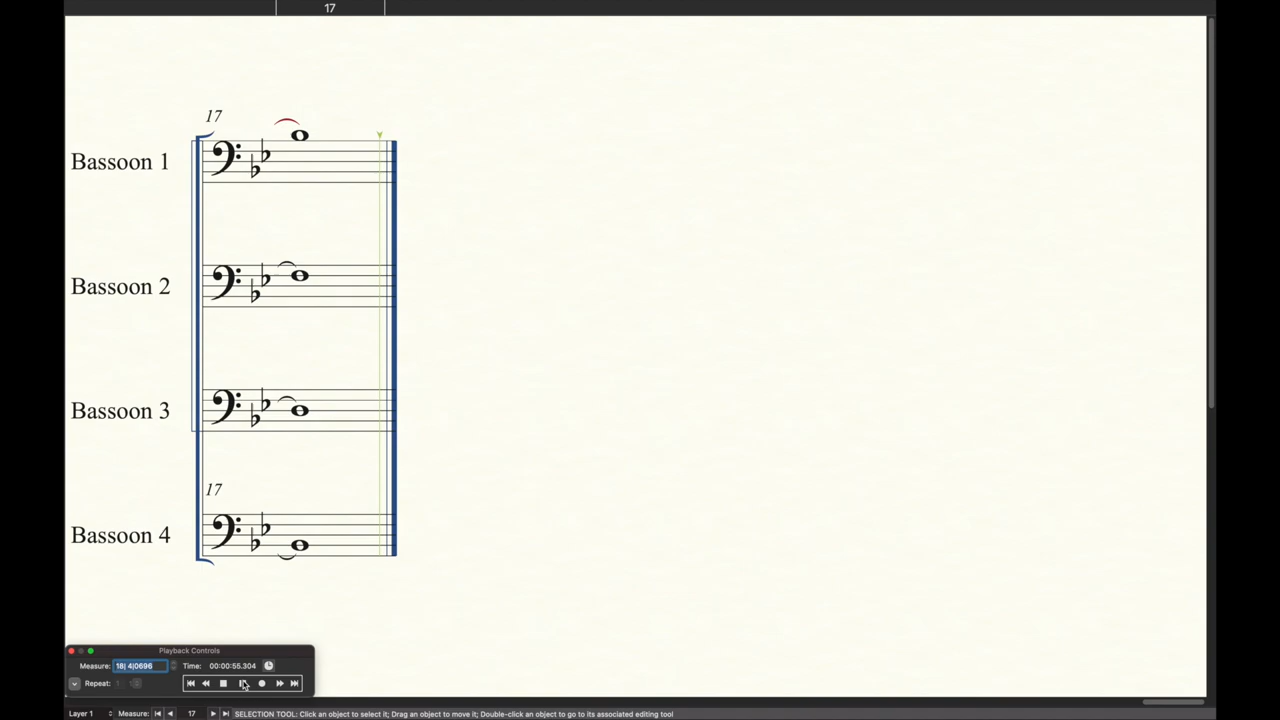 17
17
Bassoon 1
Bassoon 2
Bassoon 3
17
Bassoon 4
Playback Controls
Measure: 18| 4|0696 Time: 00:00:55.304
Repeat: 1
Layer 1 Measure: 17 SELECTION TOOL: Click an object to select it; Drag an object to move it; Double-click an object to go to its associated editing tool